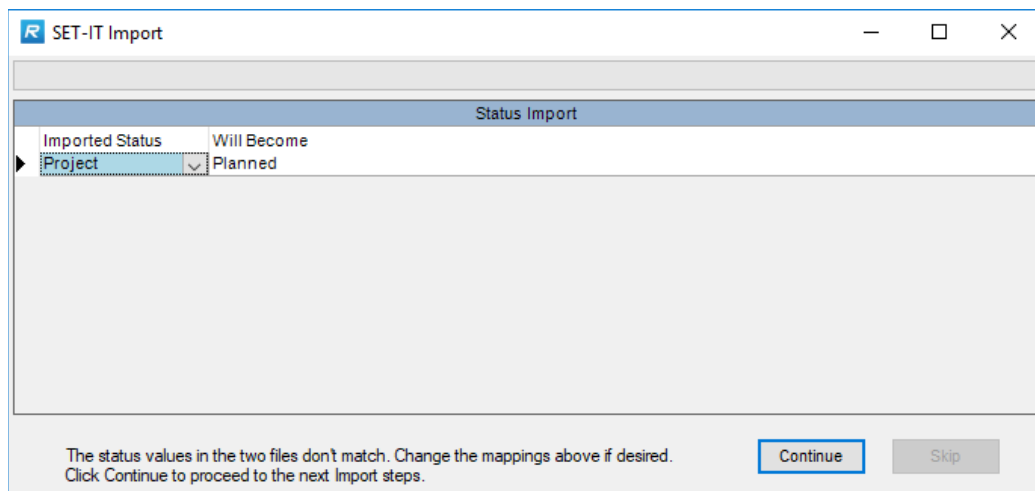 R SET-IT Import
Status Import
Imported Status Will Become
Project Planned
The status values in the two files don't match. Change the mappings above if desired.
Click Continue to proceed to the next Import steps.
Continue Skip